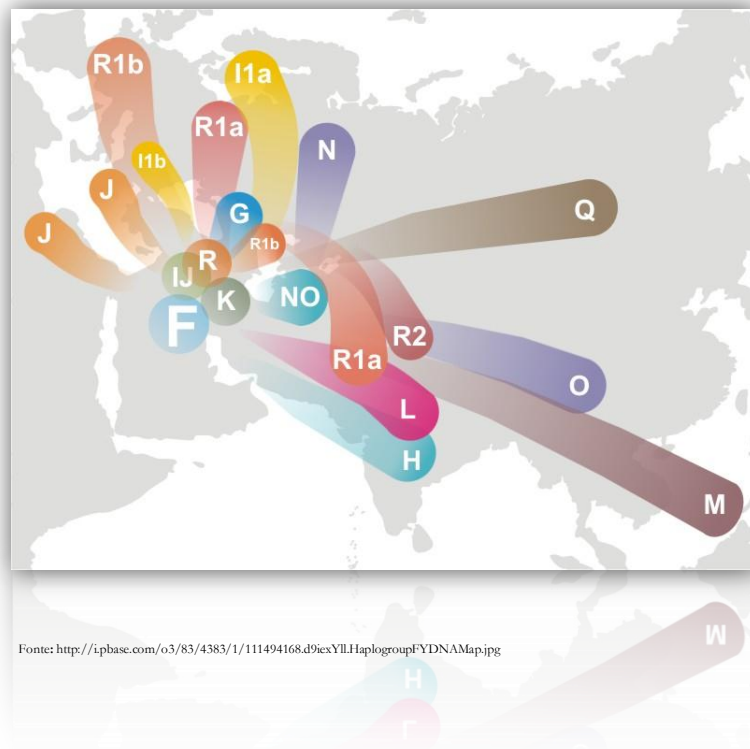 R1b
I1a
R1a
N
I1b
J
Q
G
J
R1b
R
IJ
K
NO
F
R2
R1a
O
L
H
M
Fonte: http://i.pbase.com/o3/83/4383/1/111494168.d9iexYll.HaplogroupFYDNAMap.jpg